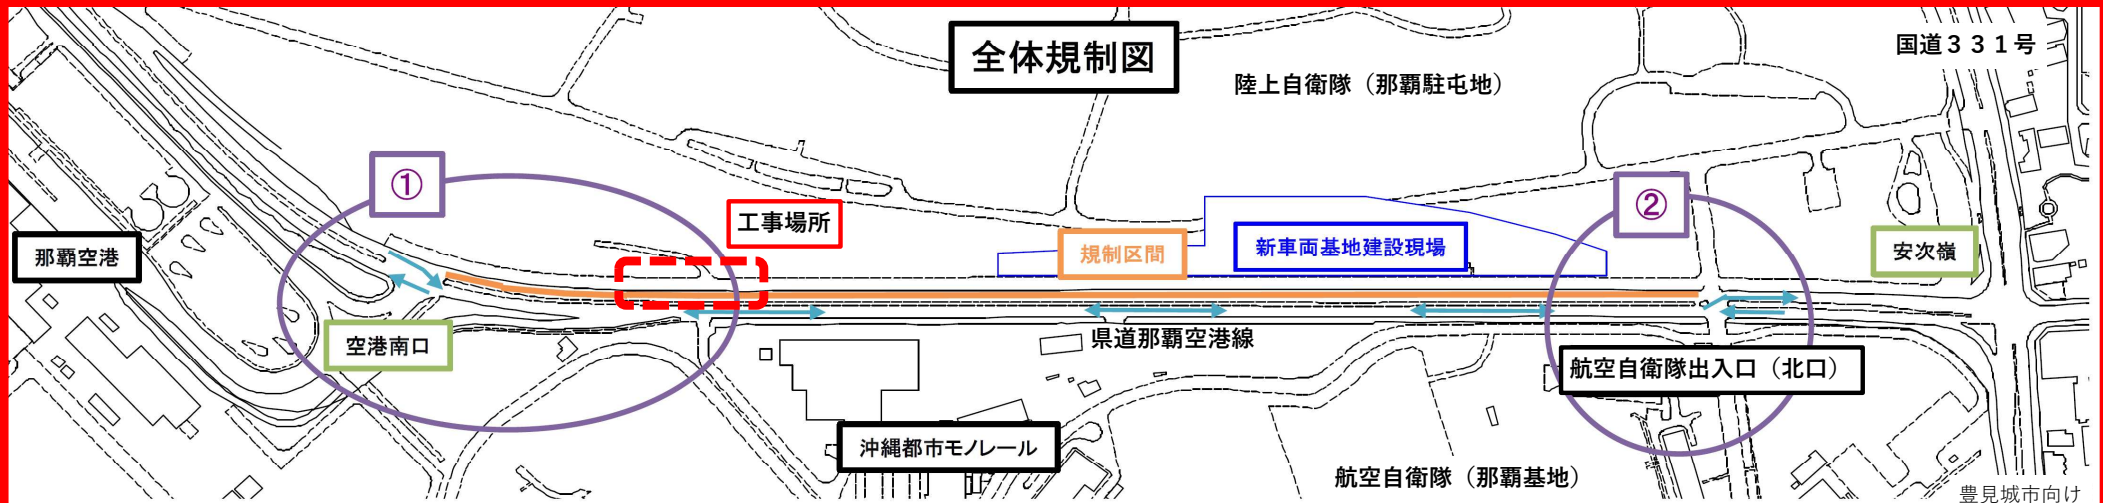 全体規制図
国道３３１号
陸上自衛隊（那覇駐屯地）
①
②
工事場所
那覇空港
規制区間
新車両基地建設現場
安次嶺
空港南口
県道那覇空港線
航空自衛隊出入口（北口）
沖縄都市モノレール
航空自衛隊（那覇基地）
豊見城市向け